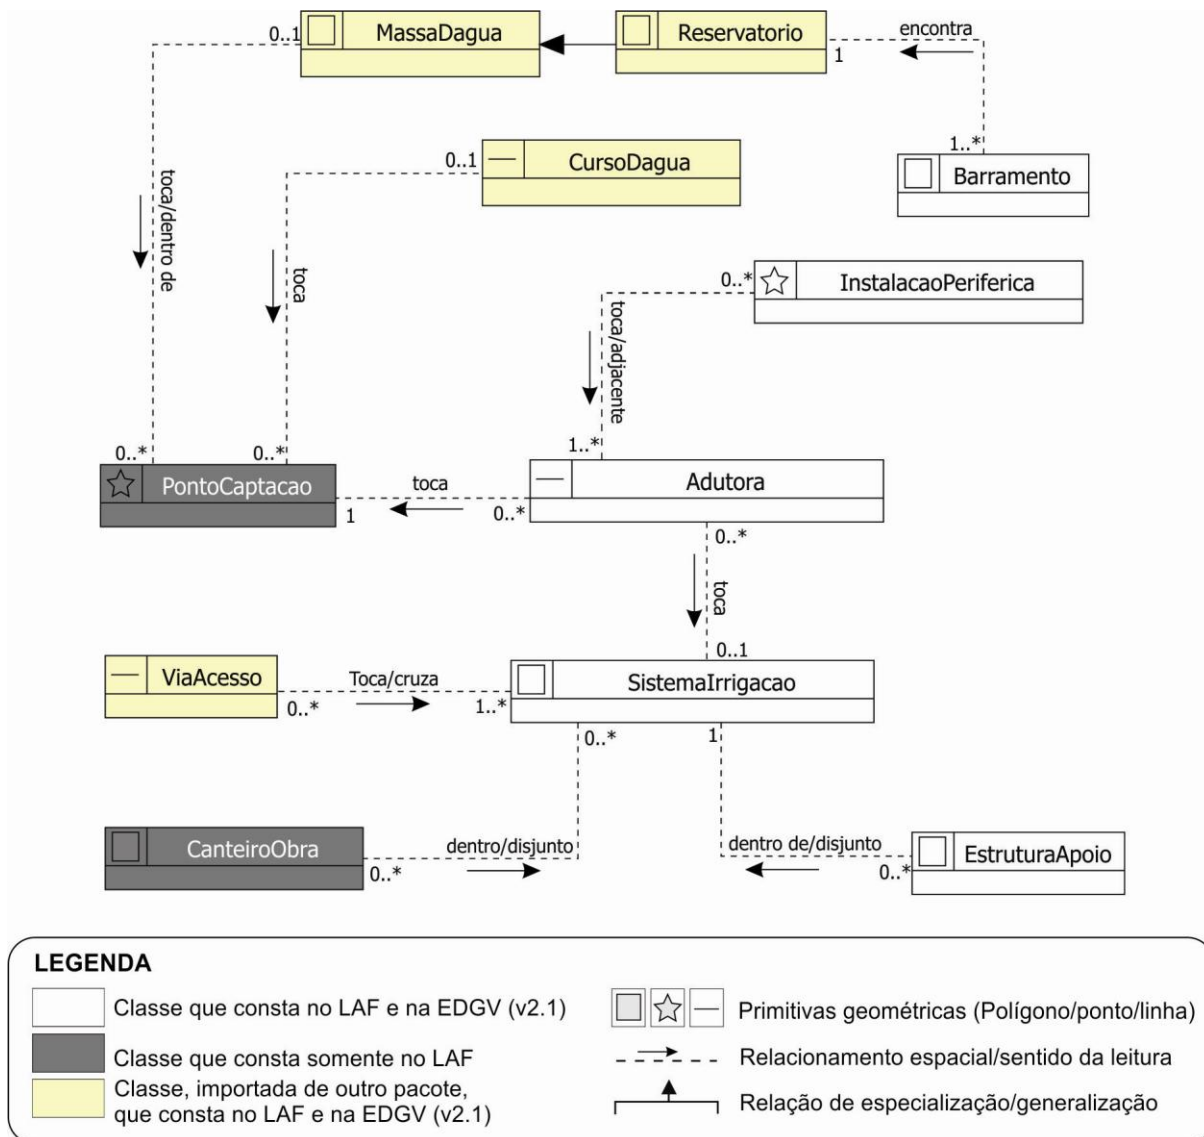 0..1
MassaDagua
Reservatorio
1
encontra
1..*
Barramento
0..1
CursoDagua
toca/dentro de
toca
0..*
InstalacaoPeriferica
toca/adjacente
0..*
0..*
1..*
PontoCaptacao
1
toca
0..*
Adutora
0..*
toca
0..1
ViaAcesso
0..*
Toca/cruza
1..*
SistemaIrrigacao
0..*
1
CanteiroObra
0..*
dentro/disjunto
dentro de/disjunto
0..*
EstruturaApoio
LEGENDA
Classe que consta no LAF e na EDGV (v2.1)
Classe que consta somente no LAF
Classe, importada de outro pacote,
que consta no LAF e na EDGV (v2.1)
Primitivas geométricas (Polígono/ponto/linha)
Relacionamento espacial/sentido da leitura
Relação de especialização/generalização